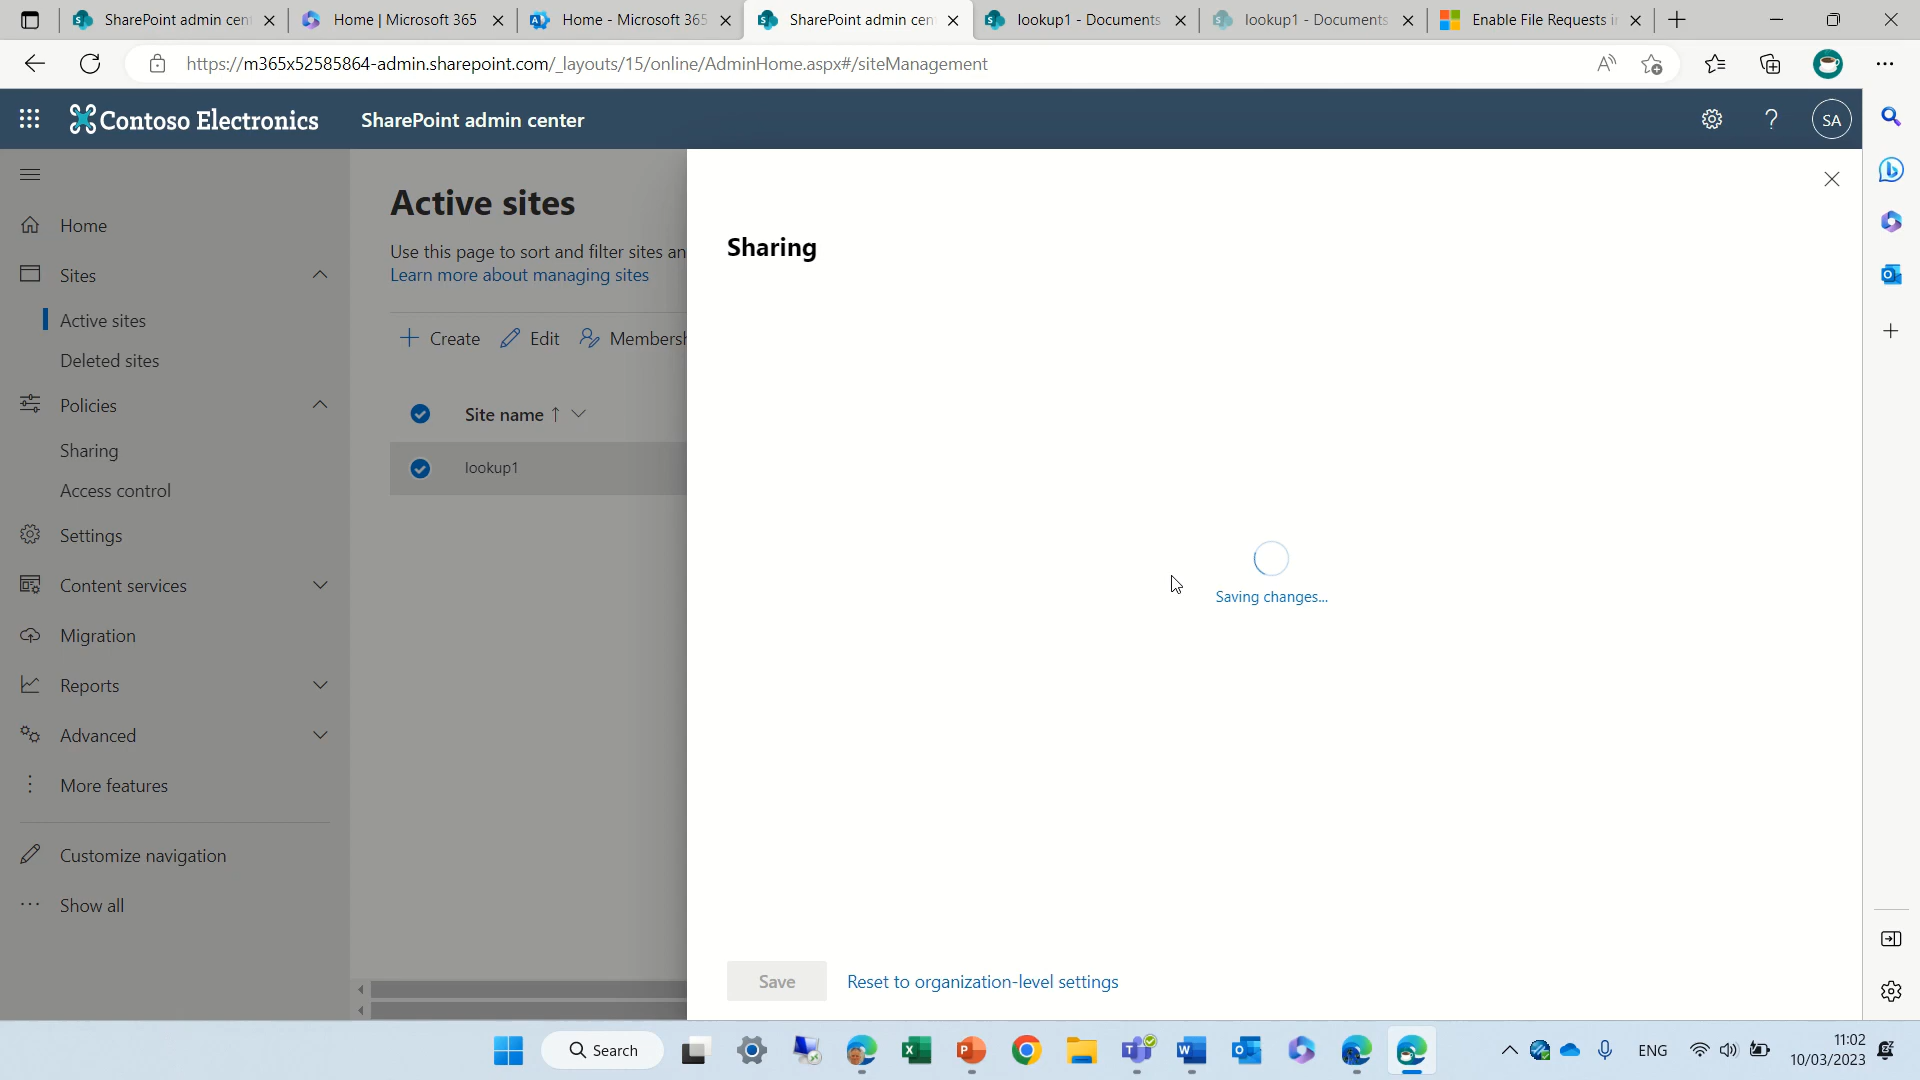 SharePoint admin cen
Home | Microsoft 365
Home - Microsoft 365
SharePoint admin cen
lookup1 - Documents
lookup1 - Documents
Enable File Requests in
https://m365x52585864-admin.sharepoint.com/_layouts/15/online/AdminHome.aspx#/siteManagement
Contoso Electronics
SharePoint admin center
SA
Home
Sites
Active sites
Deleted sites
Policies
Sharing
Access control
Settings
Content services
Migration
Reports
Advanced
More features
Customize navigation
Show all
Active sites
Use this page to sort and filter sites an
Learn more about managing sites
Create
Edit
Membersh
Site name
lookup1
Sharing
Saving changes...
Save
Reset to organization-level settings
Search
ENG
11:02
10/03/2023